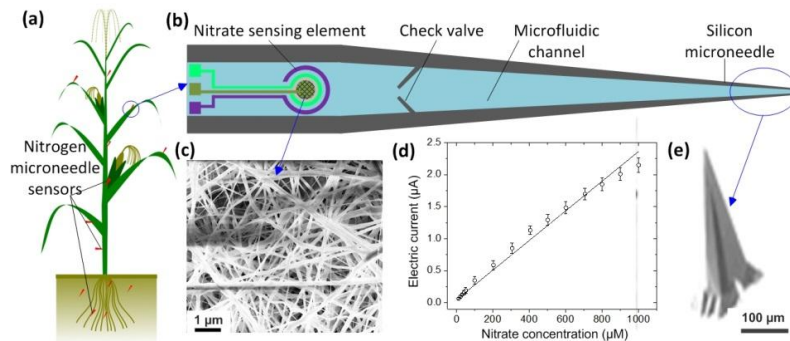 (a)
(b)
Nitrate sensing element
Check valve
Microfluidic
channel
Silicon
microneedle
Nitrogen
microneedle
sensors
(c)
1 µm
(d)
Electric current (µA)
2.5
2.0
1.5
1.0
0.5
0.0
0 200 400 600 800 1000
Nitrate concentration (µM)
(e)
100 µm